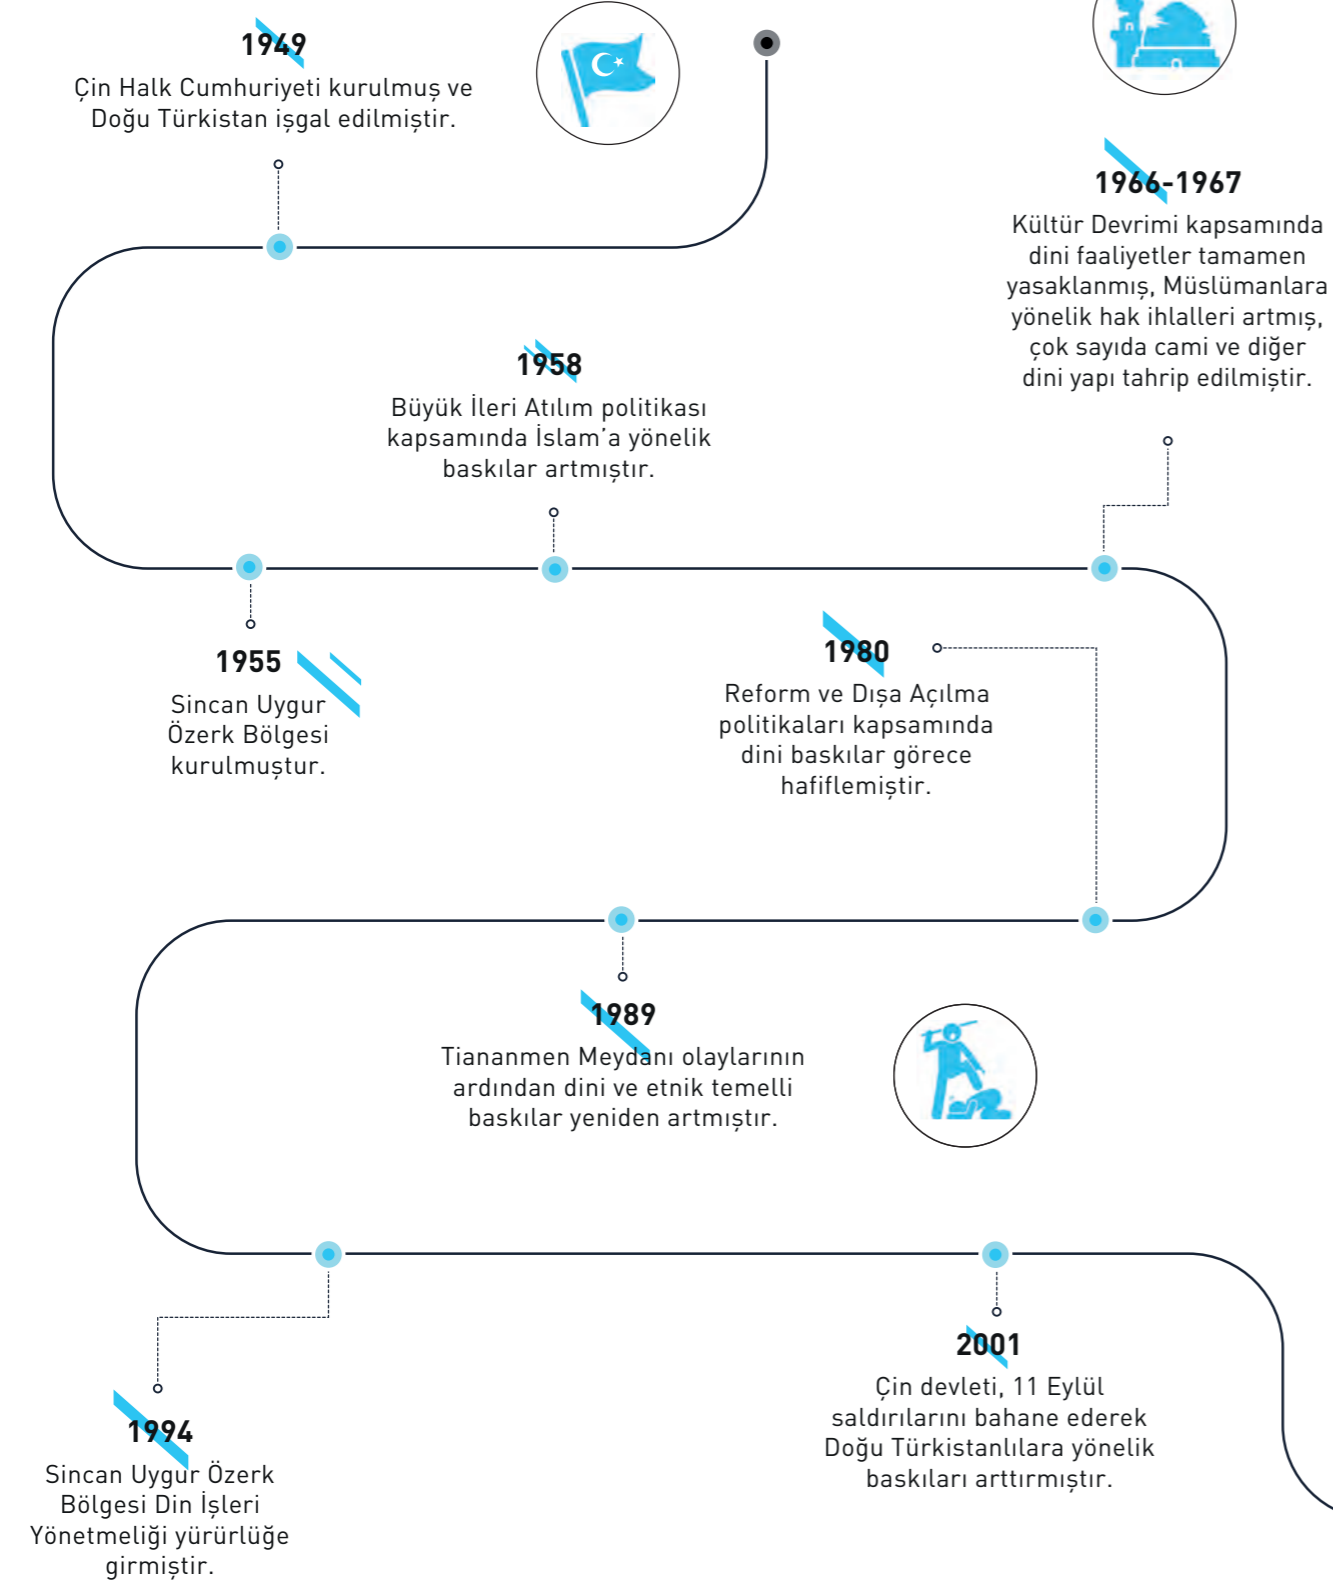 1949
Çin Halk Cumhuriyeti kurulmuş ve
Doğu Türkistan işgal edilmiştir.
1966-1967
Kültür Devrimi kapsamında
dini faaliyetler tamamen
yasaklanmış, Müslümanlara
yönelik hak ihlalleri artmış,
çok sayıda cami ve diğer
dini yapı tahrip edilmiştir.
1958
Büyük İleri Atılım politikası
kapsamında İslam’a yönelik
baskılar artmıştır.
1955
Sincan Uygur
Özerk Bölgesi
kurulmuştur.
1980
Reform ve Dışa Açılma
politikaları kapsamında
dini baskılar görece
hafiflemiştir.
1989
Tiananmen Meydanı olaylarının
ardından dini ve etnik temelli
baskılar yeniden artmıştır.
1994
Sincan Uygur Özerk
Bölgesi Din İşleri
Yönetmeliği yürürlüğe
girmiştir.
2001
Çin devleti, 11 Eylül
saldırılarını bahane ederek
Doğu Türkistanlılara yönelik
baskıları arttırmıştır.